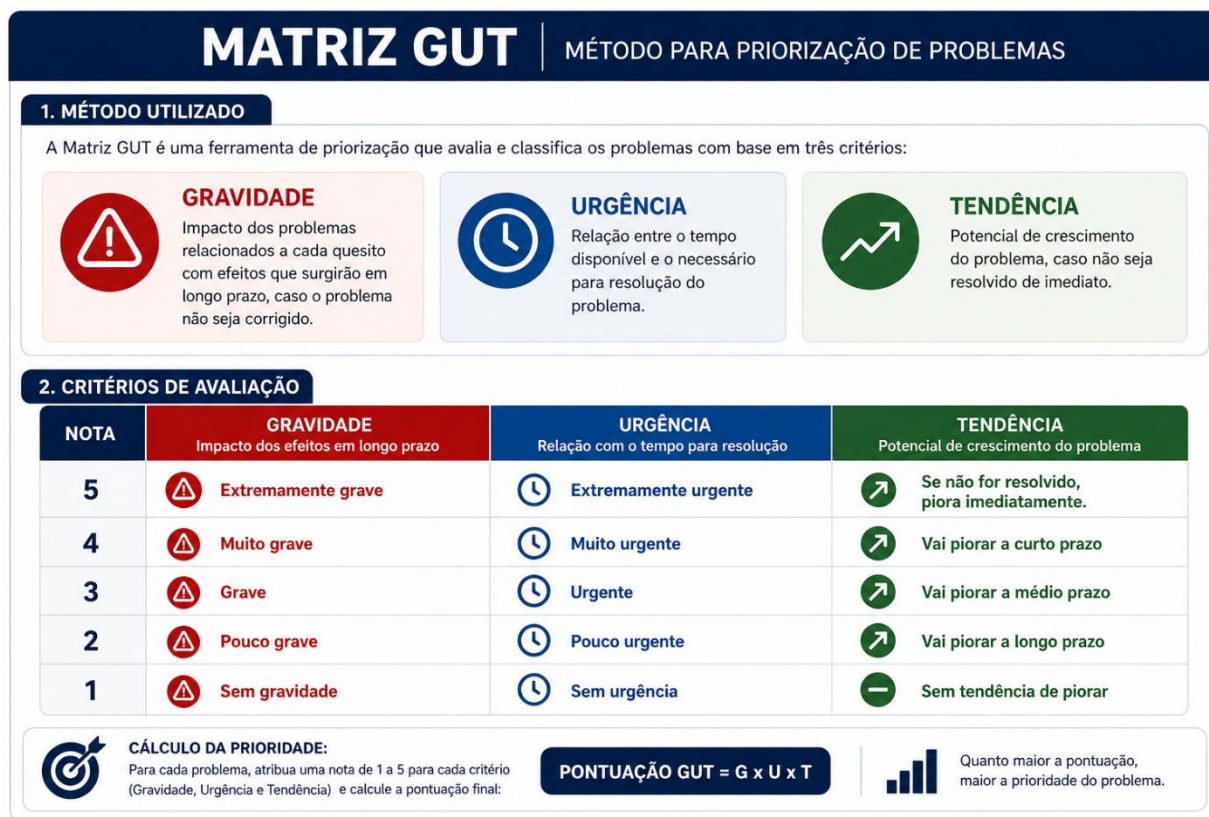 MATRIZ GUT
MÉTODO PARA PRIORIZAÇÃO DE PROBLEMAS
1. MÉTODO UTILIZADO
A Matriz GUT é uma ferramenta de priorização que avalia e classifica os problemas com base em três critérios:
GRAVIDADE
Impacto dos problemas
relacionados a cada quesito
com efeitos que surgirão em
longo prazo, caso o problema
não seja corrigido.
URGÊNCIA
Relação entre o tempo
disponível e o necessário
para resolução do
problema.
TENDÊNCIA
Potencial de crescimento
do problema, caso não seja
resolvido de imediato.
2. CRITÉRIOS DE AVALIAÇÃO
NOTA
GRAVIDADE
Impacto dos efeitos em longo prazo
URGÊNCIA
Relação com o tempo para resolução
TENDÊNCIA
Potencial de crescimento do problema
5
Extremamente grave
Extremamente urgente
Se não for resolvido,
piora imediatamente.
4
Muito grave
Muito urgente
Vai piorar a curto prazo
3
Grave
Urgente
Vai piorar a médio prazo
2
Pouco grave
Pouco urgente
Vai piorar a longo prazo
1
Sem gravidade
Sem urgência
Sem tendência de piorar
CÁLCULO DA PRIORIDADE:
Para cada problema, atribua uma nota de 1 a 5 para cada critério
(Gravidade, Urgência e Tendência) e calcule a pontuação final:
PONTUAÇÃO GUT = G x U x T
Quanto maior a pontuação,
maior a prioridade do problema.